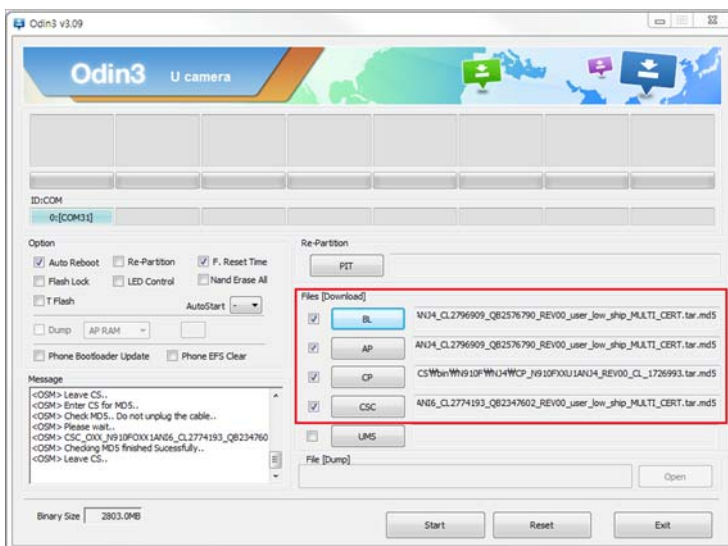 Odin3 v3.09
Odin3 U camera
ID:COM
0:[COM31]
Option
Auto Reboot Re-Partition F. Reset Time
Flash Lock LED Control Nand Erase All
T Flash AutoStart -
Dump AP RAM
Phone Bootloader Update Phone EFS Clear
Message
<OSM> Leave CS..
<OSM> Enter CS for MD5..
<OSM> Check MD5.. Do not unplug the cable..
<OSM> Please wait..
<OSM> CSC_OXX_N910FOXX1ANI6_CL2774193_QB234760
<OSM> Checking MD5 finished Sucessfully..
<OSM> Leave CS..
Binary Size 2803.0MB
Re-Partition
PIT
Files [Download]
BL ANJ4_CL2796909_QB2576790_REV00_user_low_ship_MULTI_CERT.tar.md5
AP ANJ4_CL2796909_QB2576790_REV00_user_low_ship_MULTI_CERT.tar.md5
CP CS₩bin₩N910F₩NJ4₩CP_N910FXXU1ANJ4_REV00_CL_1726993.tar.md5
CSC ANI6_CL2774193_QB2347602_REV00_user_low_ship_MULTI_CERT.tar.md5
UMS
File [Dump]
Open
Start Reset Exit